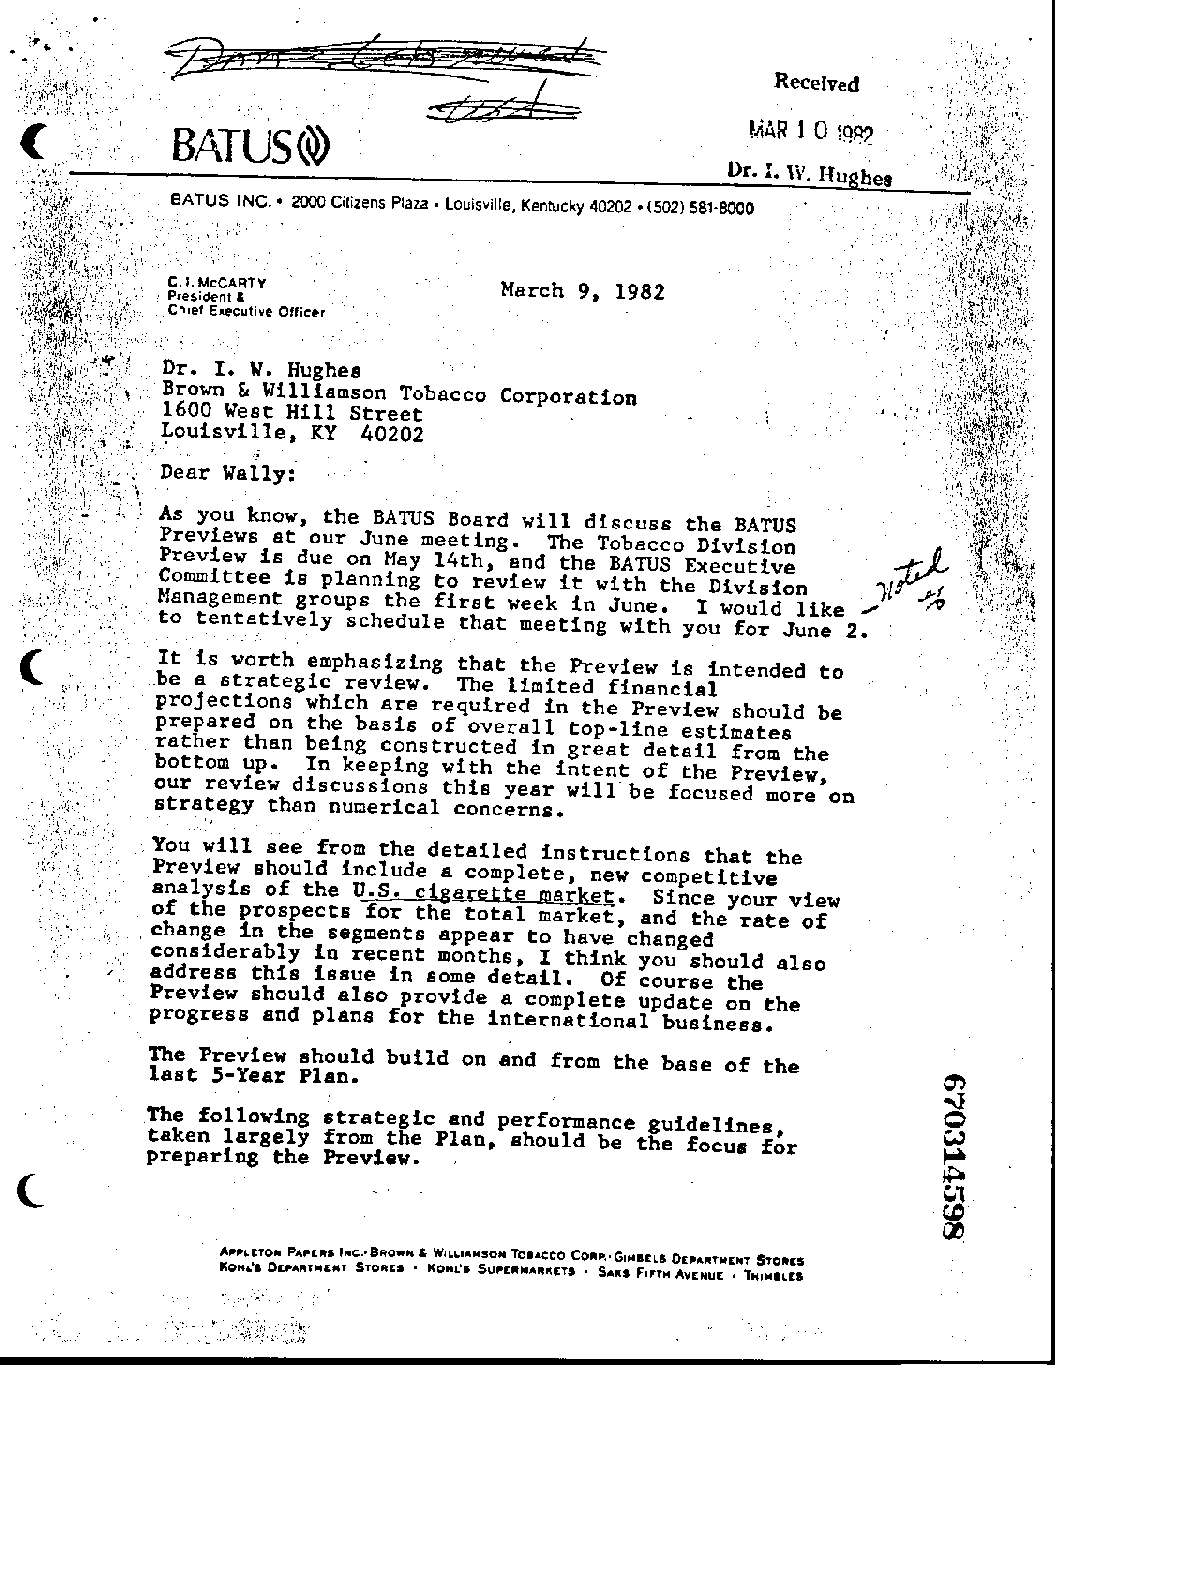 Received
MAR 10 1982
BATUS
Dr. I. W. Hughes
BATUS INC. • 2000 Citizens Plaza • Louisville, Kentucky 40202 • (502) 581-8000
C. I. McCARTY
President &
Chief Executive Officer
March 9, 1982
Dr. I. W. Hughes
Brown & Williamson Tobacco Corporation
1600 West Hill Street
Louisville, KY 40202
Dear Wally:
As you know, the BATUS Board will discuss the BATUS
Previews at our June meeting. The Tobacco Division
Preview is due on May 14th, and the BATUS Executive
Committee is planning to review it with the Division
Management groups the first week in June. I would like
to tentatively schedule that meeting with you for June 2.
Noted
It is worth emphasizing that the Preview is intended to
be a strategic review. The limited financial
projections which are required in the Preview should be
prepared on the basis of overall top-line estimates
rather than being constructed in great detail from the
bottom up. In keeping with the intent of the Preview,
our review discussions this year will be focused more on
strategy than numerical concerns.
You will see from the detailed instructions that the
Preview should include a complete, new competitive
analysis of the U.S. cigarette market. Since your view
of the prospects for the total market, and the rate of
change in the segments appear to have changed
considerably in recent months, I think you should also
address this issue in some detail. Of course the
Preview should also provide a complete update on the
progress and plans for the international business.
The Preview should build on and from the base of the
last 5-Year Plan.
The following strategic and performance guidelines,
taken largely from the Plan, should be the focus for
preparing the Preview.
670314598
APPLETON PAPERS INC. • BROWN & WILLIAMSON TOBACCO CORP. • GIMBELS DEPARTMENT STORES
KOHL'S DEPARTMENT STORES • KOHL'S SUPERMARKETS • SAKS FIFTH AVENUE • THIMBLES